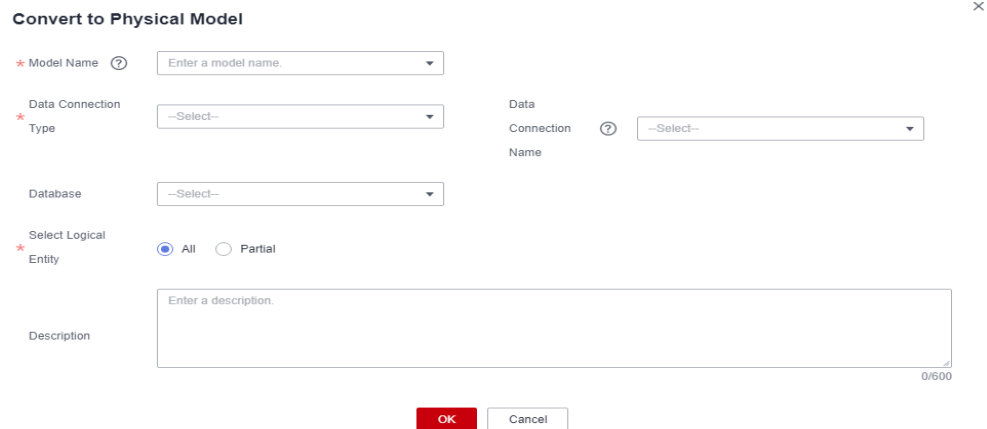 Convert to Physical Model
* Model Name ? Enter a model name.
* Data Connection Type --Select--
Data Connection Name ? --Select--
Database --Select--
* Select Logical Entity All Partial
Description Enter a description.
0/600
OK Cancel